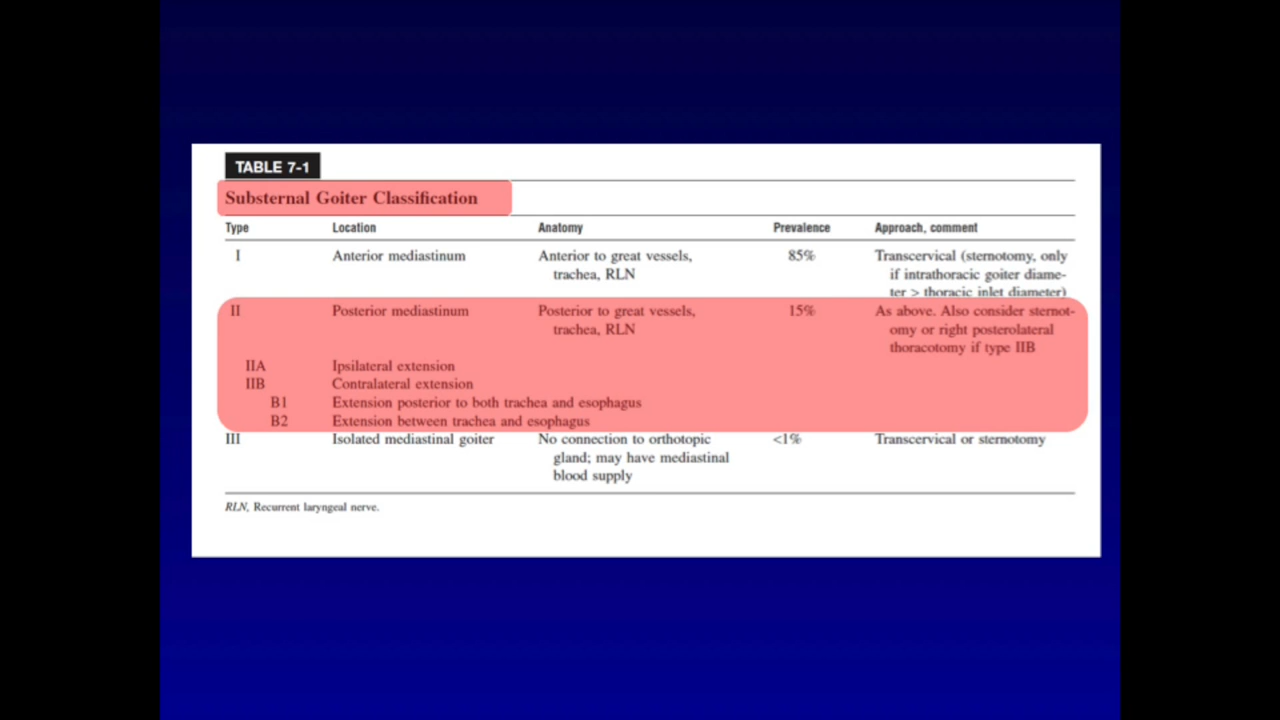 TABLE 7-1
Substernal Goiter Classification
Type Location Anatomy Prevalence Approach, comment
I Anterior mediastinum Anterior to great vessels, 85% Transcervical (sternotomy, only
trachea, RLN if intrathoracic goiter diame-
ter > thoracic inlet diameter)
II Posterior mediastinum Posterior to great vessels, 15% As above. Also consider sternot-
trachea, RLN omy or right posterolateral
thoracotomy if type IIB
IIA Ipsilateral extension
IIB Contralateral extension
B1 Extension posterior to both trachea and esophagus
B2 Extension between trachea and esophagus
III Isolated mediastinal goiter No connection to orthotopic <1% Transcervical or sternotomy
gland; may have mediastinal
blood supply
RLN, Recurrent laryngeal nerve.